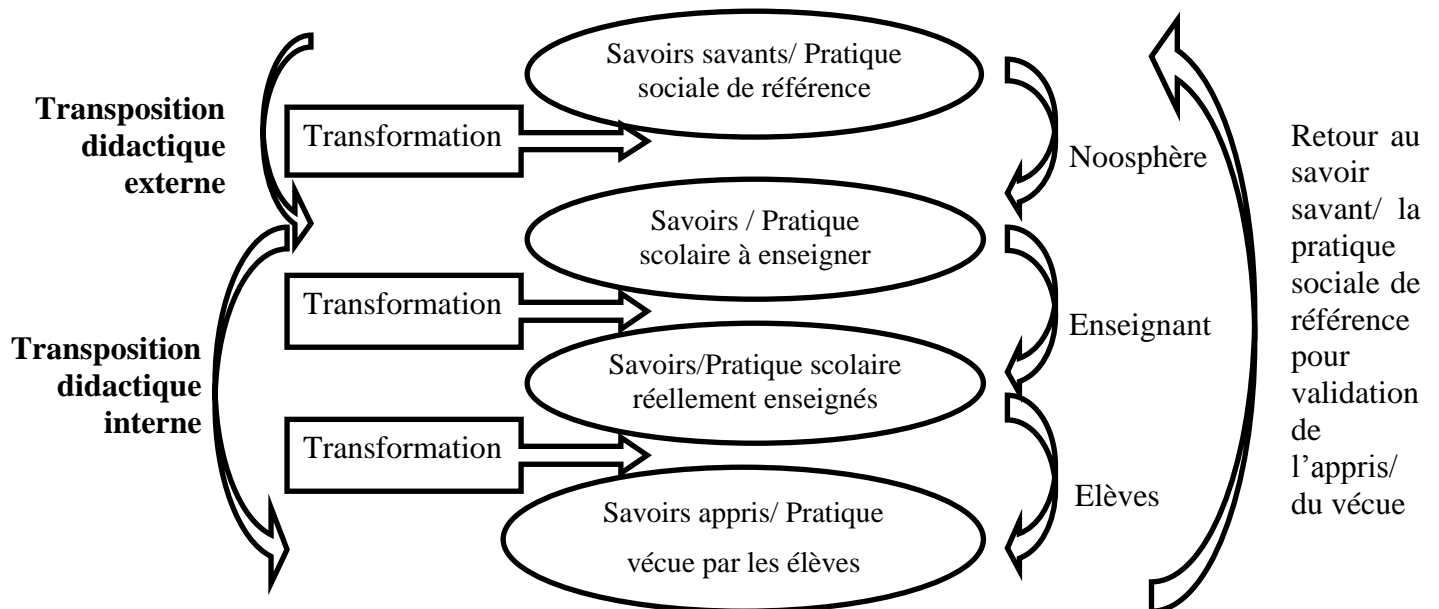 Savoirs savants/ Pratique
sociale de référence
Transposition
didactique
externe
Transformation
Noosphère
Savoirs / Pratique
scolaire à enseigner
Transformation
Enseignant
Transposition
didactique
interne
Savoirs/Pratique scolaire
réellement enseignés
Transformation
Elèves
Savoirs appris/ Pratique
vécue par les élèves
Retour au
savoir
savant/ la
pratique
sociale de
référence
pour
validation
de
l’appris/
du vécue